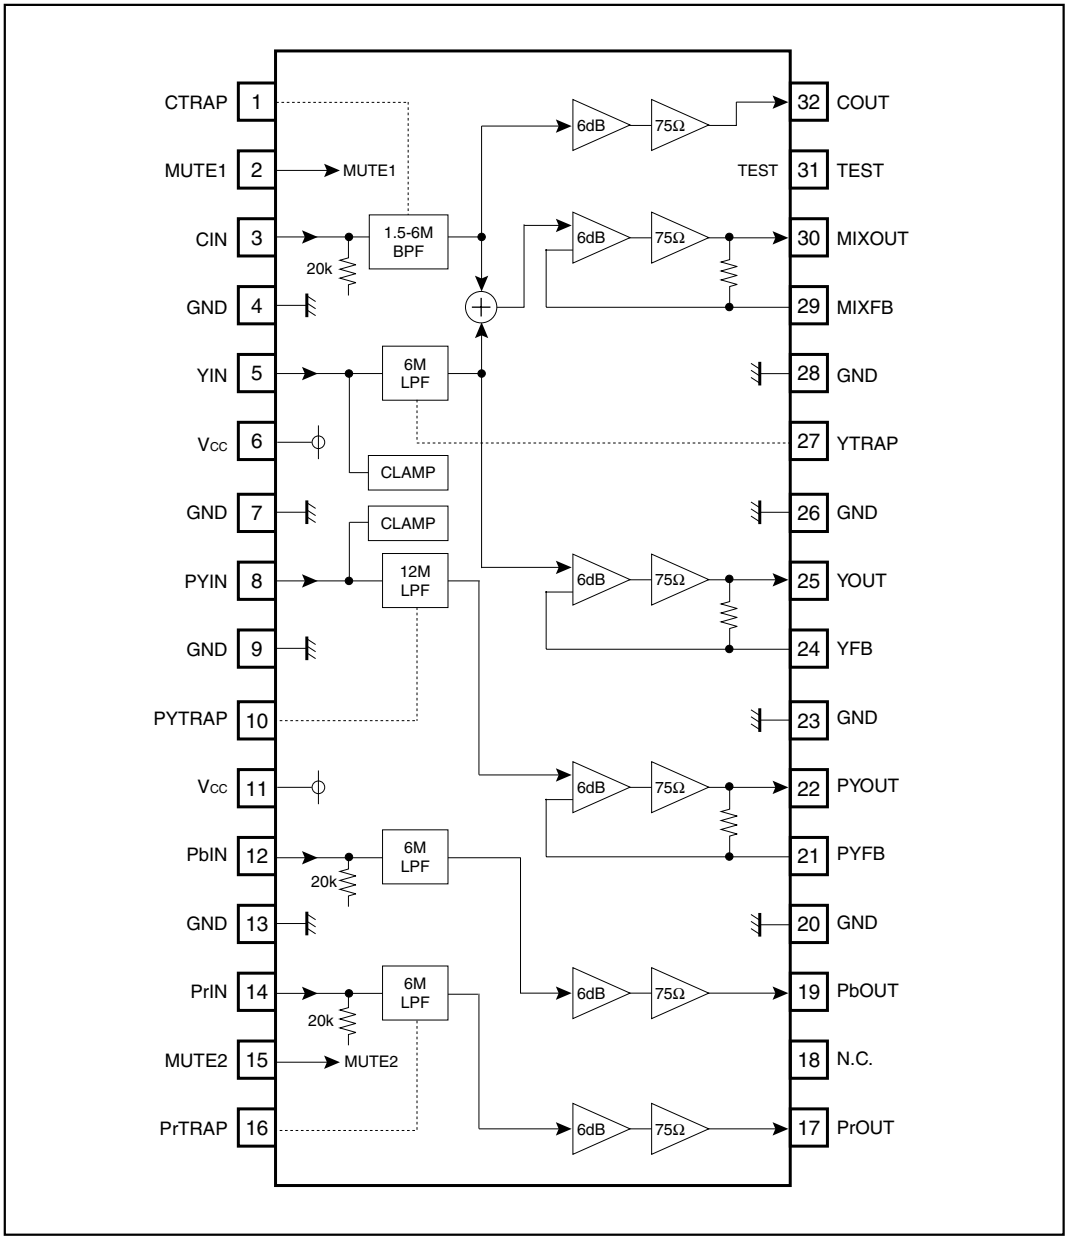 CTRAP 1
32 COUT
6dB 75Ω
MUTE1 2 MUTE1
TEST 31 TEST
CIN 3
1.5-6M
BPF
20k
6dB 75Ω
30 MIXOUT
GND 4
+
29 MIXFB
YIN 5
6M
LPF
28 GND
VCC 6
27 YTRAP
CLAMP
GND 7
CLAMP
26 GND
PYIN 8
12M
LPF
6dB 75Ω
25 YOUT
GND 9
24 YFB
PYTRAP 10
23 GND
VCC 11
6dB 75Ω
22 PYOUT
PbIN 12
20k
6M
LPF
21 PYFB
GND 13
20 GND
PrIN 14
20k
6M
LPF
6dB 75Ω
19 PbOUT
MUTE2 15 MUTE2
18 N.C.
PrTRAP 16
6dB 75Ω
17 PrOUT